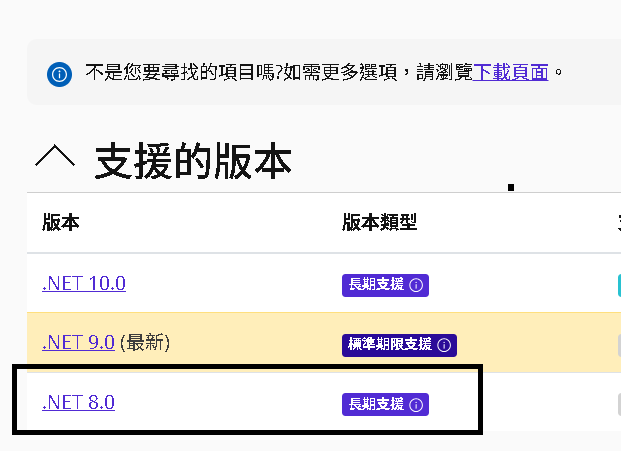 不是您要尋找的項目嗎?如需更多選項，請瀏覽下載頁面。
支援的版本
版本 版本類型
.NET 10.0 長期支援
.NET 9.0 (最新) 標準期限支援
.NET 8.0 長期支援